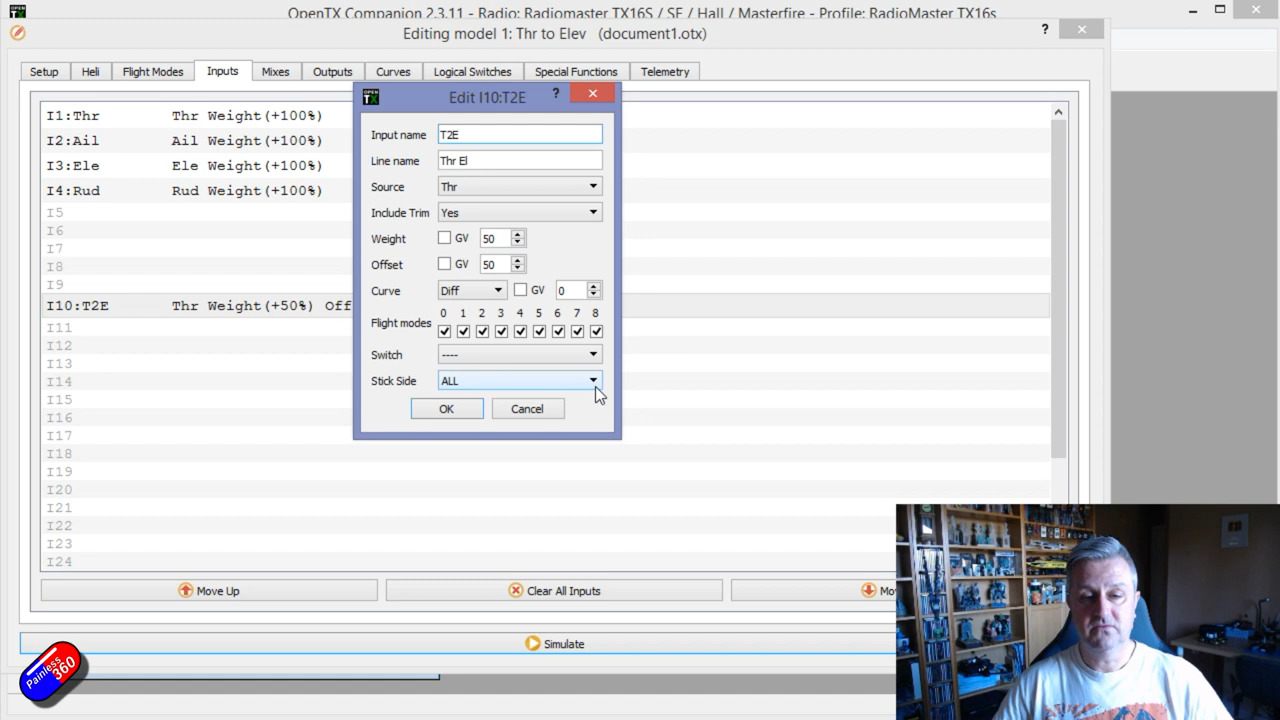 OpenTX Companion 2.3.11 - Radio: Radiomaster TX16S / SE / Hall / Masterfire - Profile: RadioMaster TX16s
Editing model 1: Thr to Elev (document1.otx)
?
Setup Heli Flight Modes Inputs Mixes Outputs Curves Logical Switches Special Functions Telemetry
OPEN TX
Edit I10:T2E ?
Input name T2E
Line name Thr El
Source Thr
Include Trim Yes
Weight GV 50
Offset GV 50
Curve Diff GV 0
0 1 2 3 4 5 6 7 8
Flight modes
Switch ----
Stick Side ALL
OK Cancel
I1:Thr Thr Weight(+100%)
I2:Ail Ail Weight(+100%)
I3:Ele Ele Weight(+100%)
I4:Rud Rud Weight(+100%)
I5
I6
I7
I8
I9
I10:T2E Thr Weight(+50%) Off
I11
I12
I13
I14
I15
I16
I17
I18
I19
I20
I21
I22
I23
I24
Move Up Clear All Inputs Mo
Simulate
Painless
360